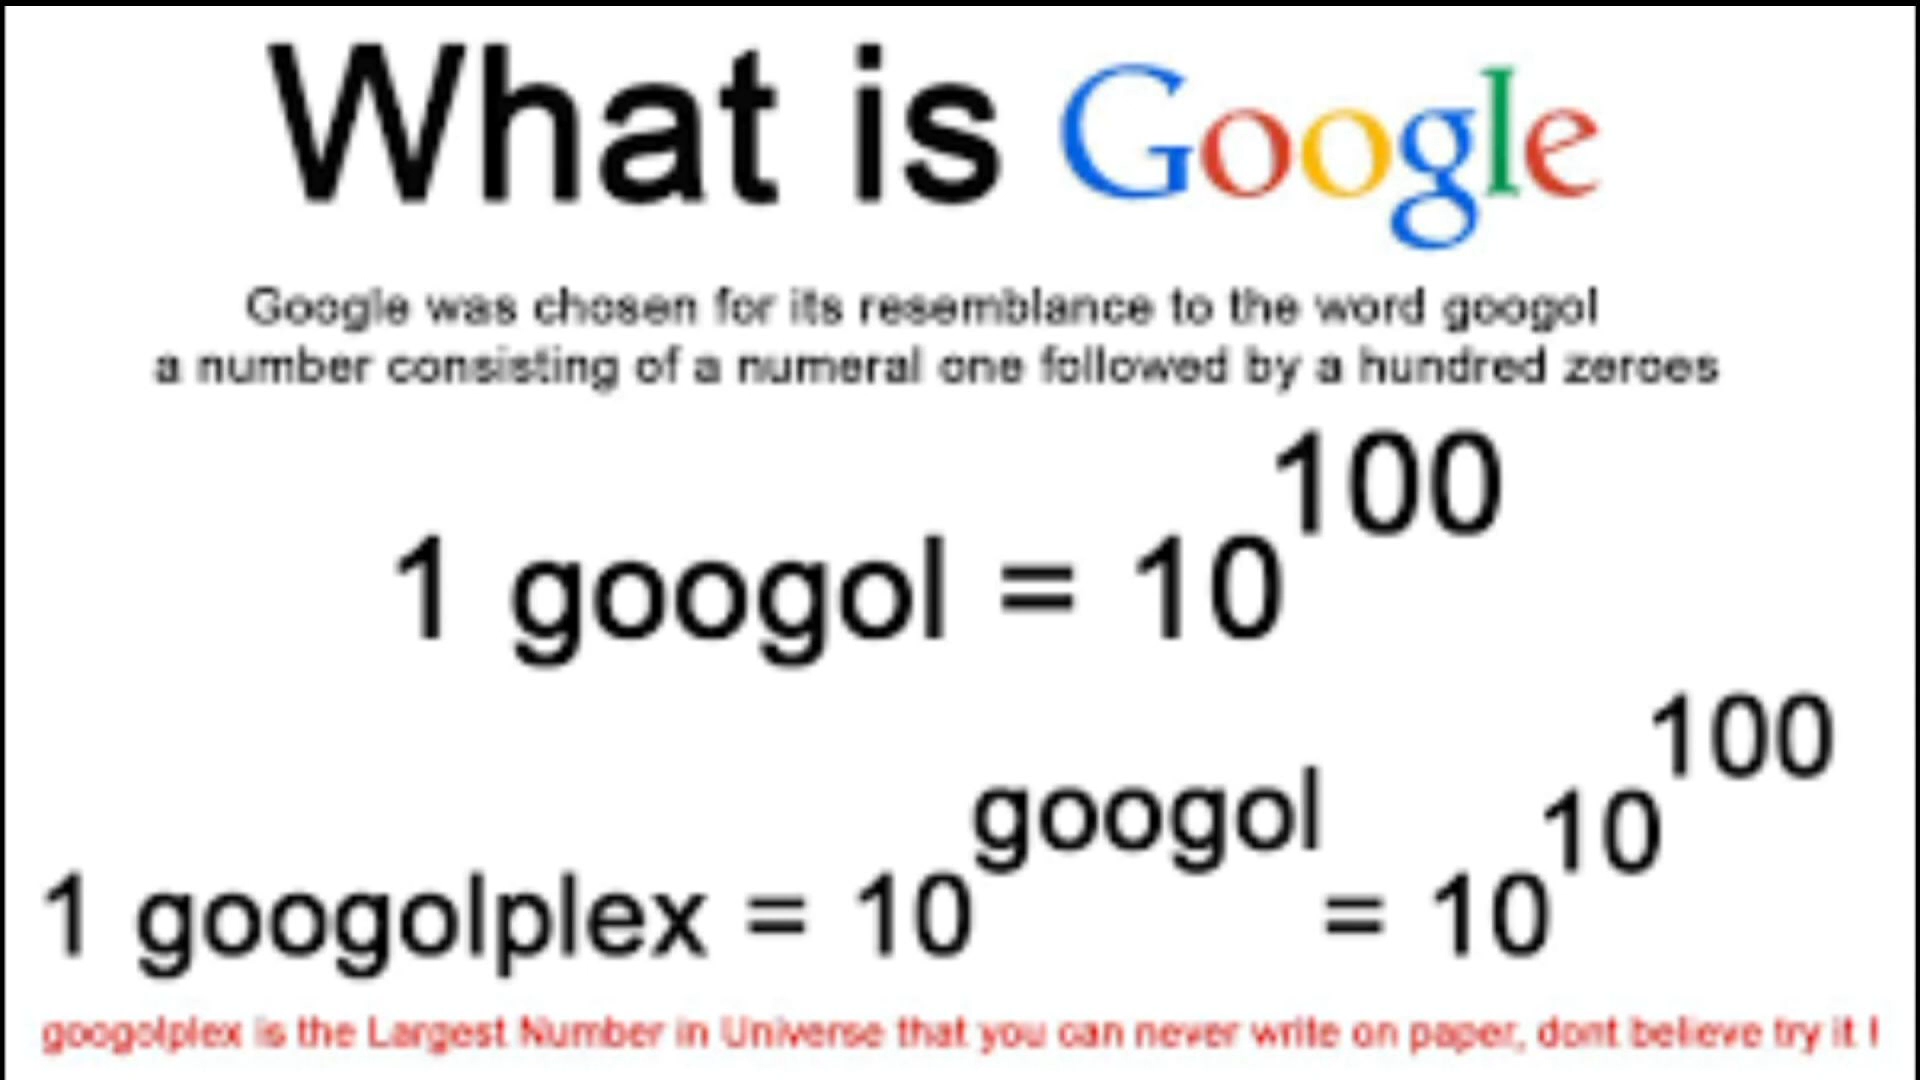 What is Google
Google was chosen for its resemblance to the word googol
a number consisting of a numeral one followed by a hundred zeroes
1 googol = 10^100
1 googolplex = 10^googol = 10^10^100
googolplex is the Largest Number in Universe that you can never write on paper, dont believe try it !